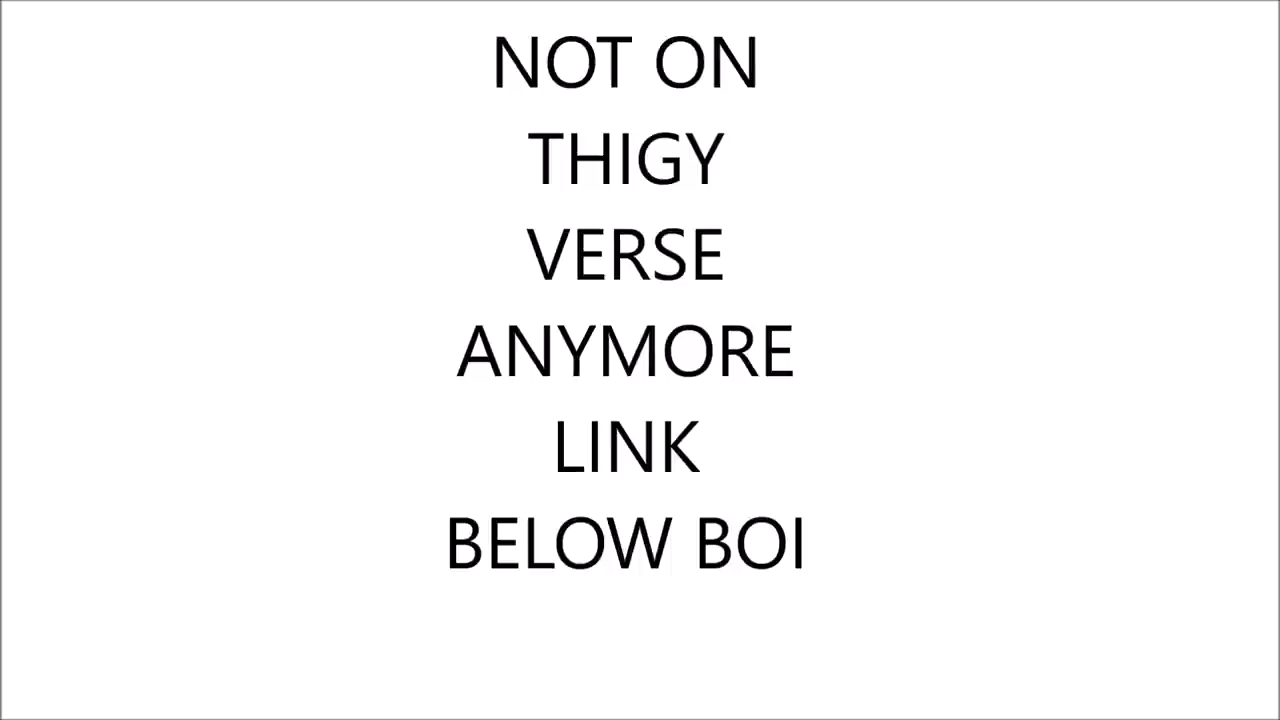 NOT ON
THIGY
VERSE
ANYMORE
LINK
BELOW BOI